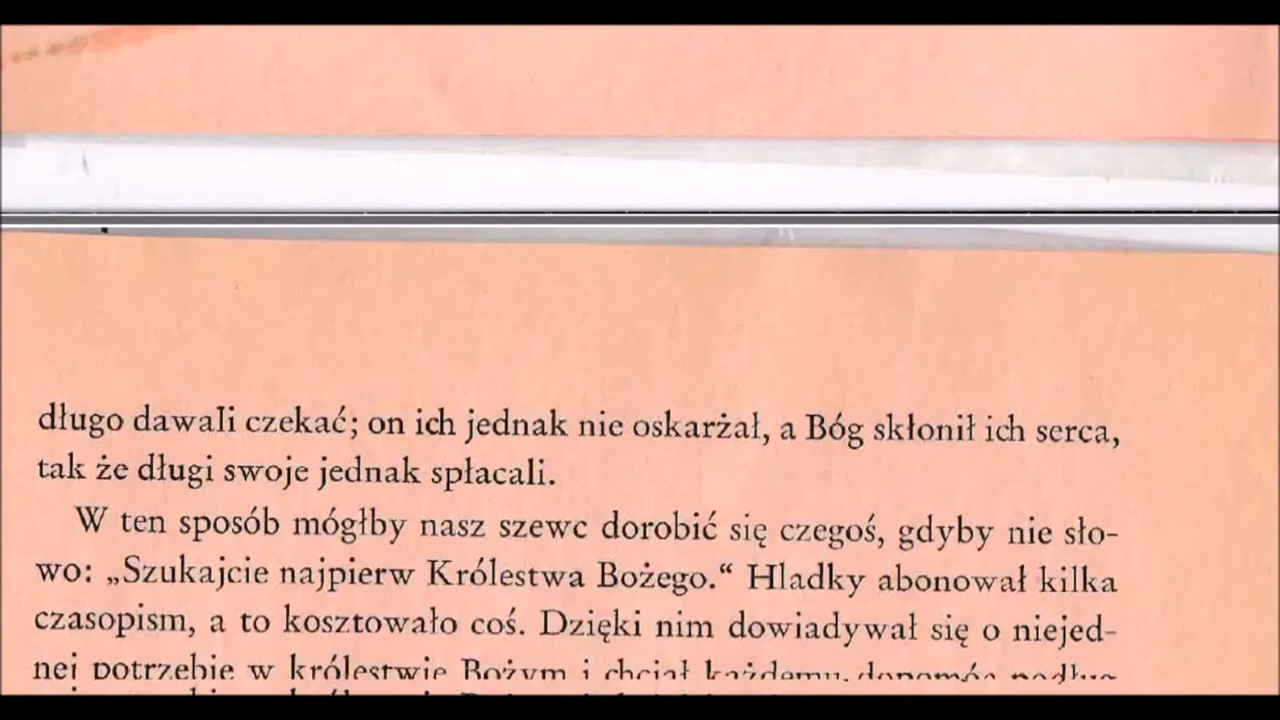 długo dawali czekać; on ich jednak nie oskarżał, a Bóg skłonił ich serca,
tak że długi swoje jednak spłacali.
W ten sposób mógłby nasz szewc dorobić się czegoś, gdyby nie sło-
wo: „Szukajcie najpierw Królestwa Bożego.“ Hladky abonował kilka
czasopism, a to kosztowało coś. Dzięki nim dowiadywał się o niejed-
nej potrzebie w królestwie Bożym i chciał każdemu dopomóc